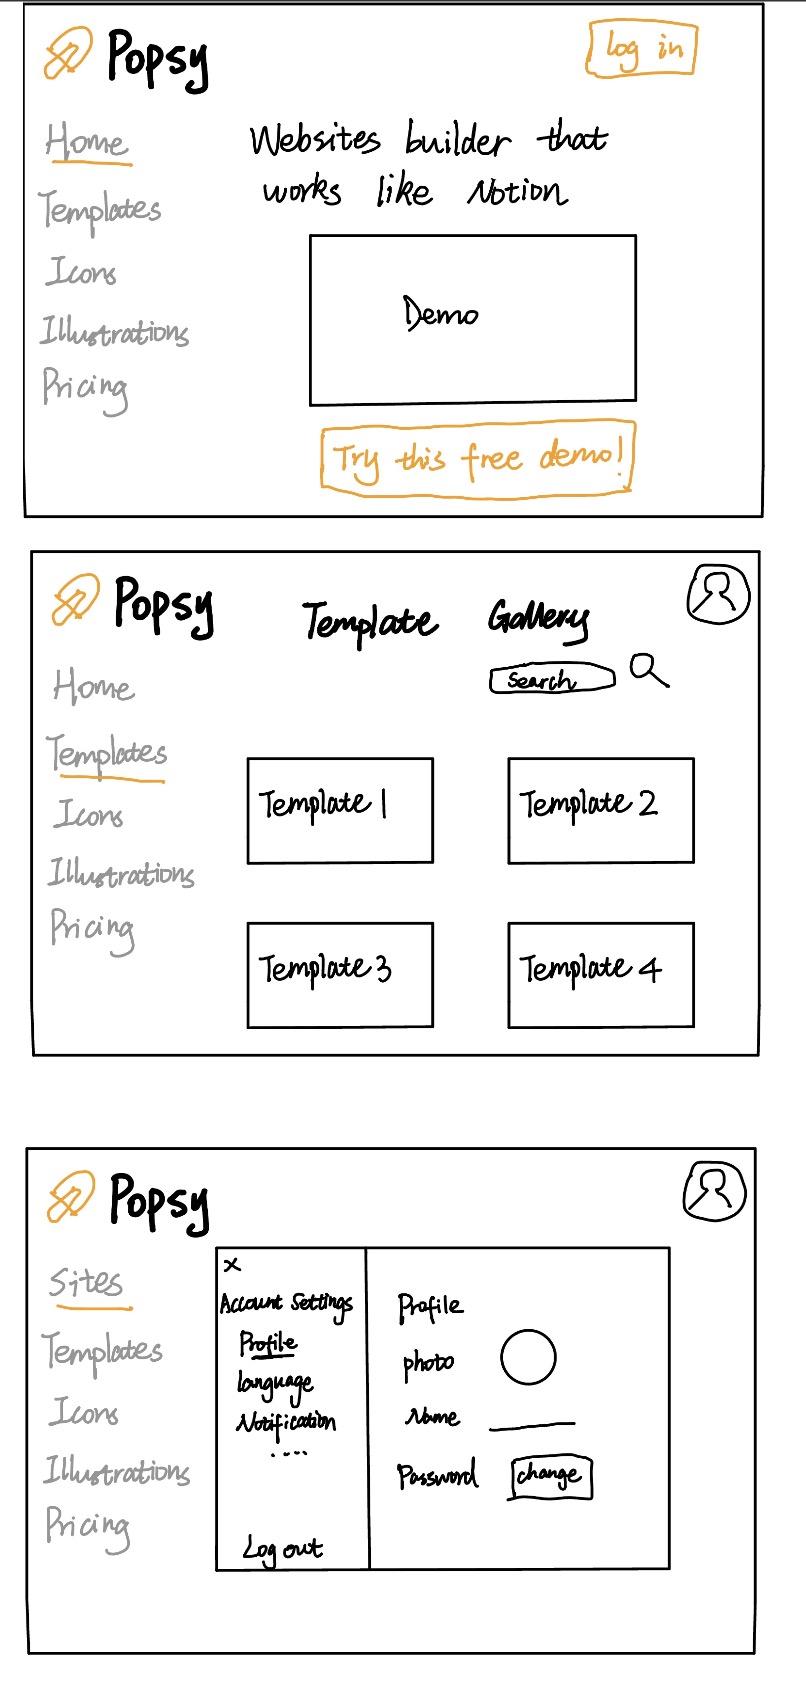 Popsy
log in
Home
Templates
Icons
Illustrations
Pricing
Websites builder that
works like Notion
Demo
Try this free demo!
Popsy
Template Gallery
Search
Home
Templates
Icons
Illustrations
Pricing
Template 1
Template 2
Template 3
Template 4
Popsy
Sites
Templates
Icons
Illustrations
Pricing
x
Account Settings
Profile
language
Notification
....
Log out
Profile
photo
Name
Password
change